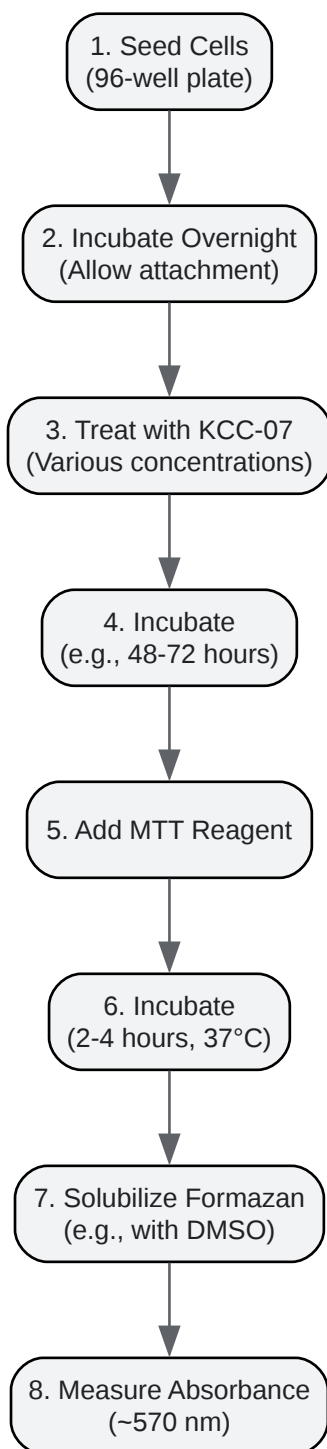 1. Seed Cells
(96-well plate)
2. Incubate Overnight
(Allow attachment)
3. Treat with KCC-07
(Various concentrations)
4. Incubate
(e.g., 48-72 hours)
5. Add MTT Reagent
6. Incubate
(2-4 hours, 37°C)
7. Solubilize Formazan
(e.g., with DMSO)
8. Measure Absorbance
(~570 nm)